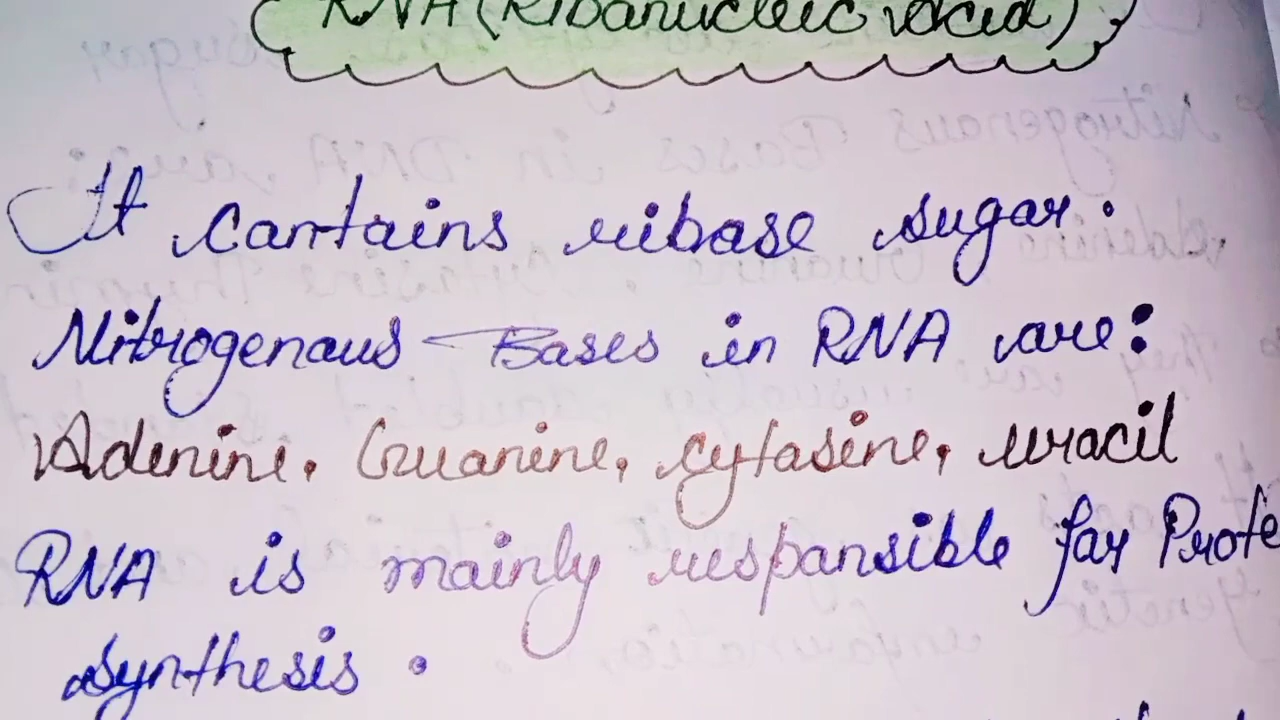 RNA (Ribonucleic Acid)
It contains ribose sugar.
Nitrogenous Bases in RNA are:
Adenine, Guanine, cytosine, uracil
RNA is mainly responsible for Prote
synthesis.